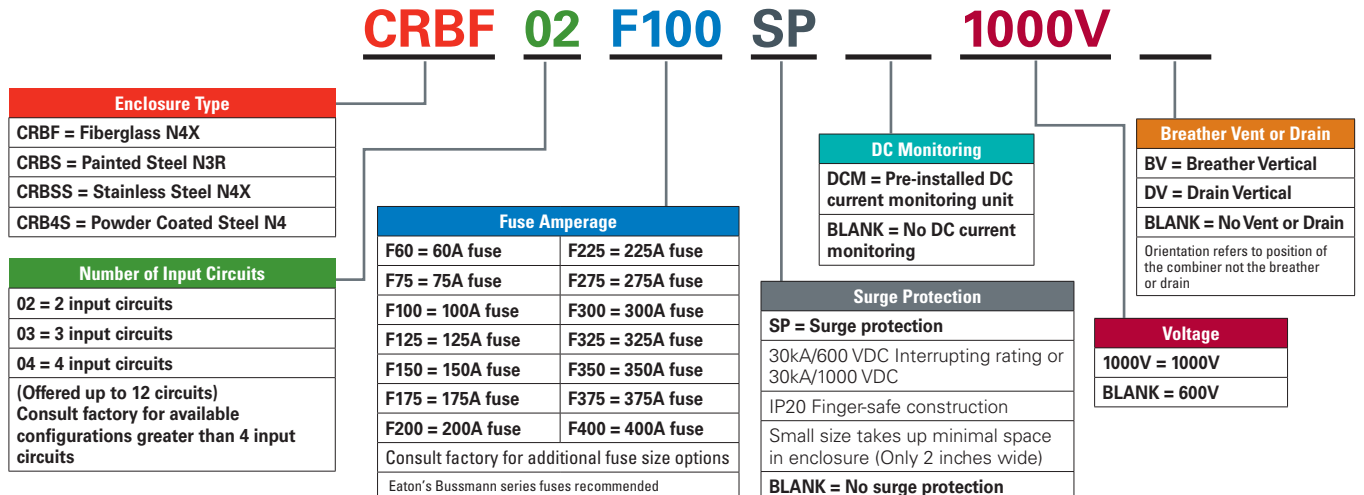 CRBF 02 F100 SP 1000V
Enclosure Type
CRBF = Fiberglass N4X
CRBS = Painted Steel N3R
CRBSS = Stainless Steel N4X
CRB4S = Powder Coated Steel N4
Number of Input Circuits
02 = 2 input circuits
03 = 3 input circuits
04 = 4 input circuits
(Offered up to 12 circuits)
Consult factory for available
configurations greater than 4 input
circuits
Fuse Amperage
F60 = 60A fuse F225 = 225A fuse
F75 = 75A fuse F275 = 275A fuse
F100 = 100A fuse F300 = 300A fuse
F125 = 125A fuse F325 = 325A fuse
F150 = 150A fuse F350 = 350A fuse
F175 = 175A fuse F375 = 375A fuse
F200 = 200A fuse F400 = 400A fuse
Consult factory for additional fuse size options
Eaton's Bussmann series fuses recommended
DC Monitoring
DCM = Pre-installed DC
current monitoring unit
BLANK = No DC current
monitoring
Surge Protection
SP = Surge protection
30kA/600 VDC Interrupting rating or
30kA/1000 VDC
IP20 Finger-safe construction
Small size takes up minimal space
in enclosure (Only 2 inches wide)
BLANK = No surge protection
Breather Vent or Drain
BV = Breather Vertical
DV = Drain Vertical
BLANK = No Vent or Drain
Orientation refers to position of
the combiner not the breather
or drain
Voltage
1000V = 1000V
BLANK = 600V